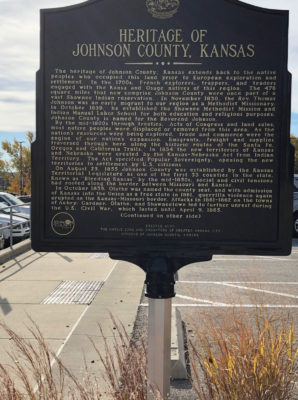 HERITAGE OF
JOHNSON COUNTY, KANSAS
The heritage of Johnson County, Kansas extends back to the native
peoples who occupied this land prior to European exploration and
settlement. In the 1700s, French explorers, trappers, and traders
engaged with the Kansa and Osage natives of this region. The 476
square miles that now comprise Johnson County were once part of a
vast Shawnee Indian reservation. In November 1830, the Rev. Thomas
Johnson was an early migrant to our region as a Methodist Missionary.
In October 1839, he established the Shawnee Methodist Mission and
Indian Manual Labor School for both education and religious purposes.
Johnson County is named for the Reverend Johnson.
By the mid-1800s, through various Acts of Congress and land sales,
most native peoples were displaced or removed from this area. As the
nation's resources were being explored, trade and commerce were the
forces behind western expansion. Wagons of freight and supplies
traversed through here along the historic routes of the Santa Fe,
Oregon and California Trails. In 1854 the new territories of Kansas
and Nebraska were created by the Kansas-Nebraska Act from Indian
Territory. The Act specified Popular Sovereignty, opening the new
territories to settlement by U.S. citizens.
On August 25, 1855 Johnson County was established by the Kansas
Territorial Legislature as one of the first 33 counties in the state.
Known as "Bleeding Kansas" by the mid-1850s, social and civil tensions
had roiled along the border between Missouri and Kansas.
In October 1858, Olathe was named the county seat, and with admission
of Kansas into the Union as a free state in 1861, guerrilla violence again
erupted on the Kansas-Missouri border. Attacks in 1861-1862 on the towns
of Aubry, Gardner, Olathe, and Shawneetown led to further unrest during
the U.S. Civil War, which lasted until April 9, 1865.
(Continued on other side)